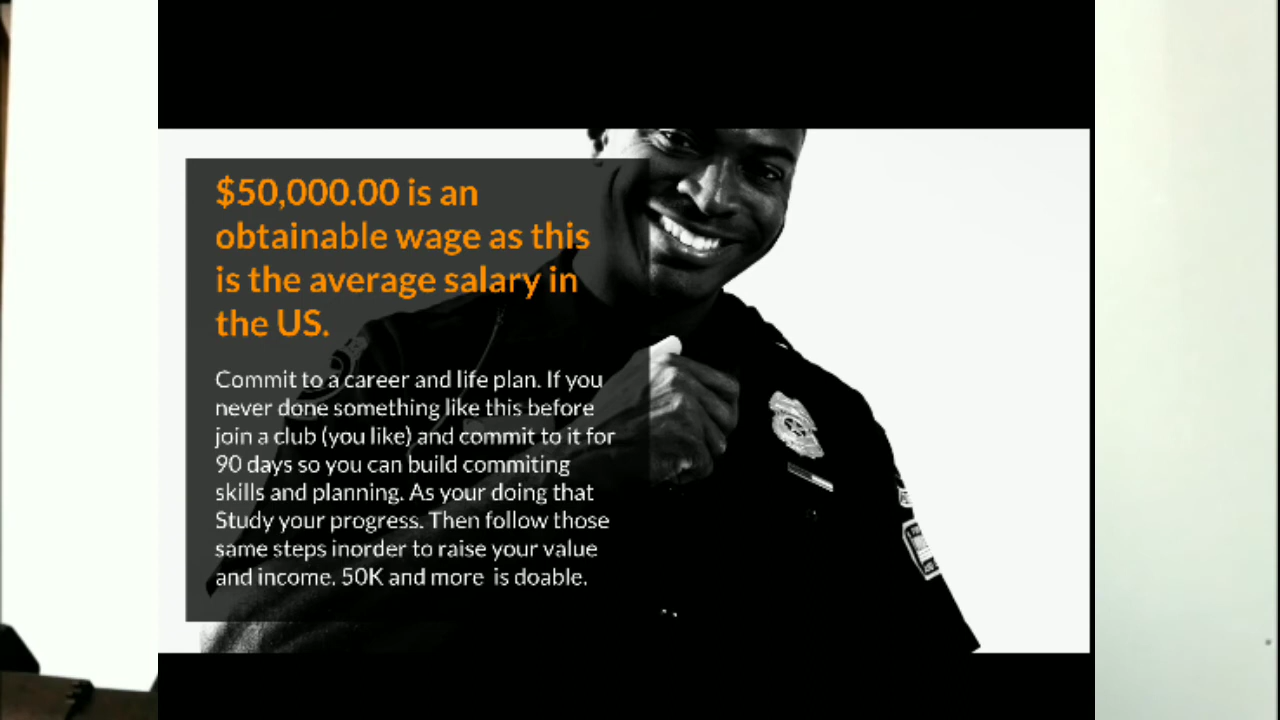 $50,000.00 is an
obtainable wage as this
is the average salary in
the US.
Commit to a career and life plan. If you
never done something like this before
join a club (you like) and commit to it for
90 days so you can build commiting
skills and planning. As your doing that
Study your progress. Then follow those
same steps inorder to raise your value
and income. 50K and more is doable.